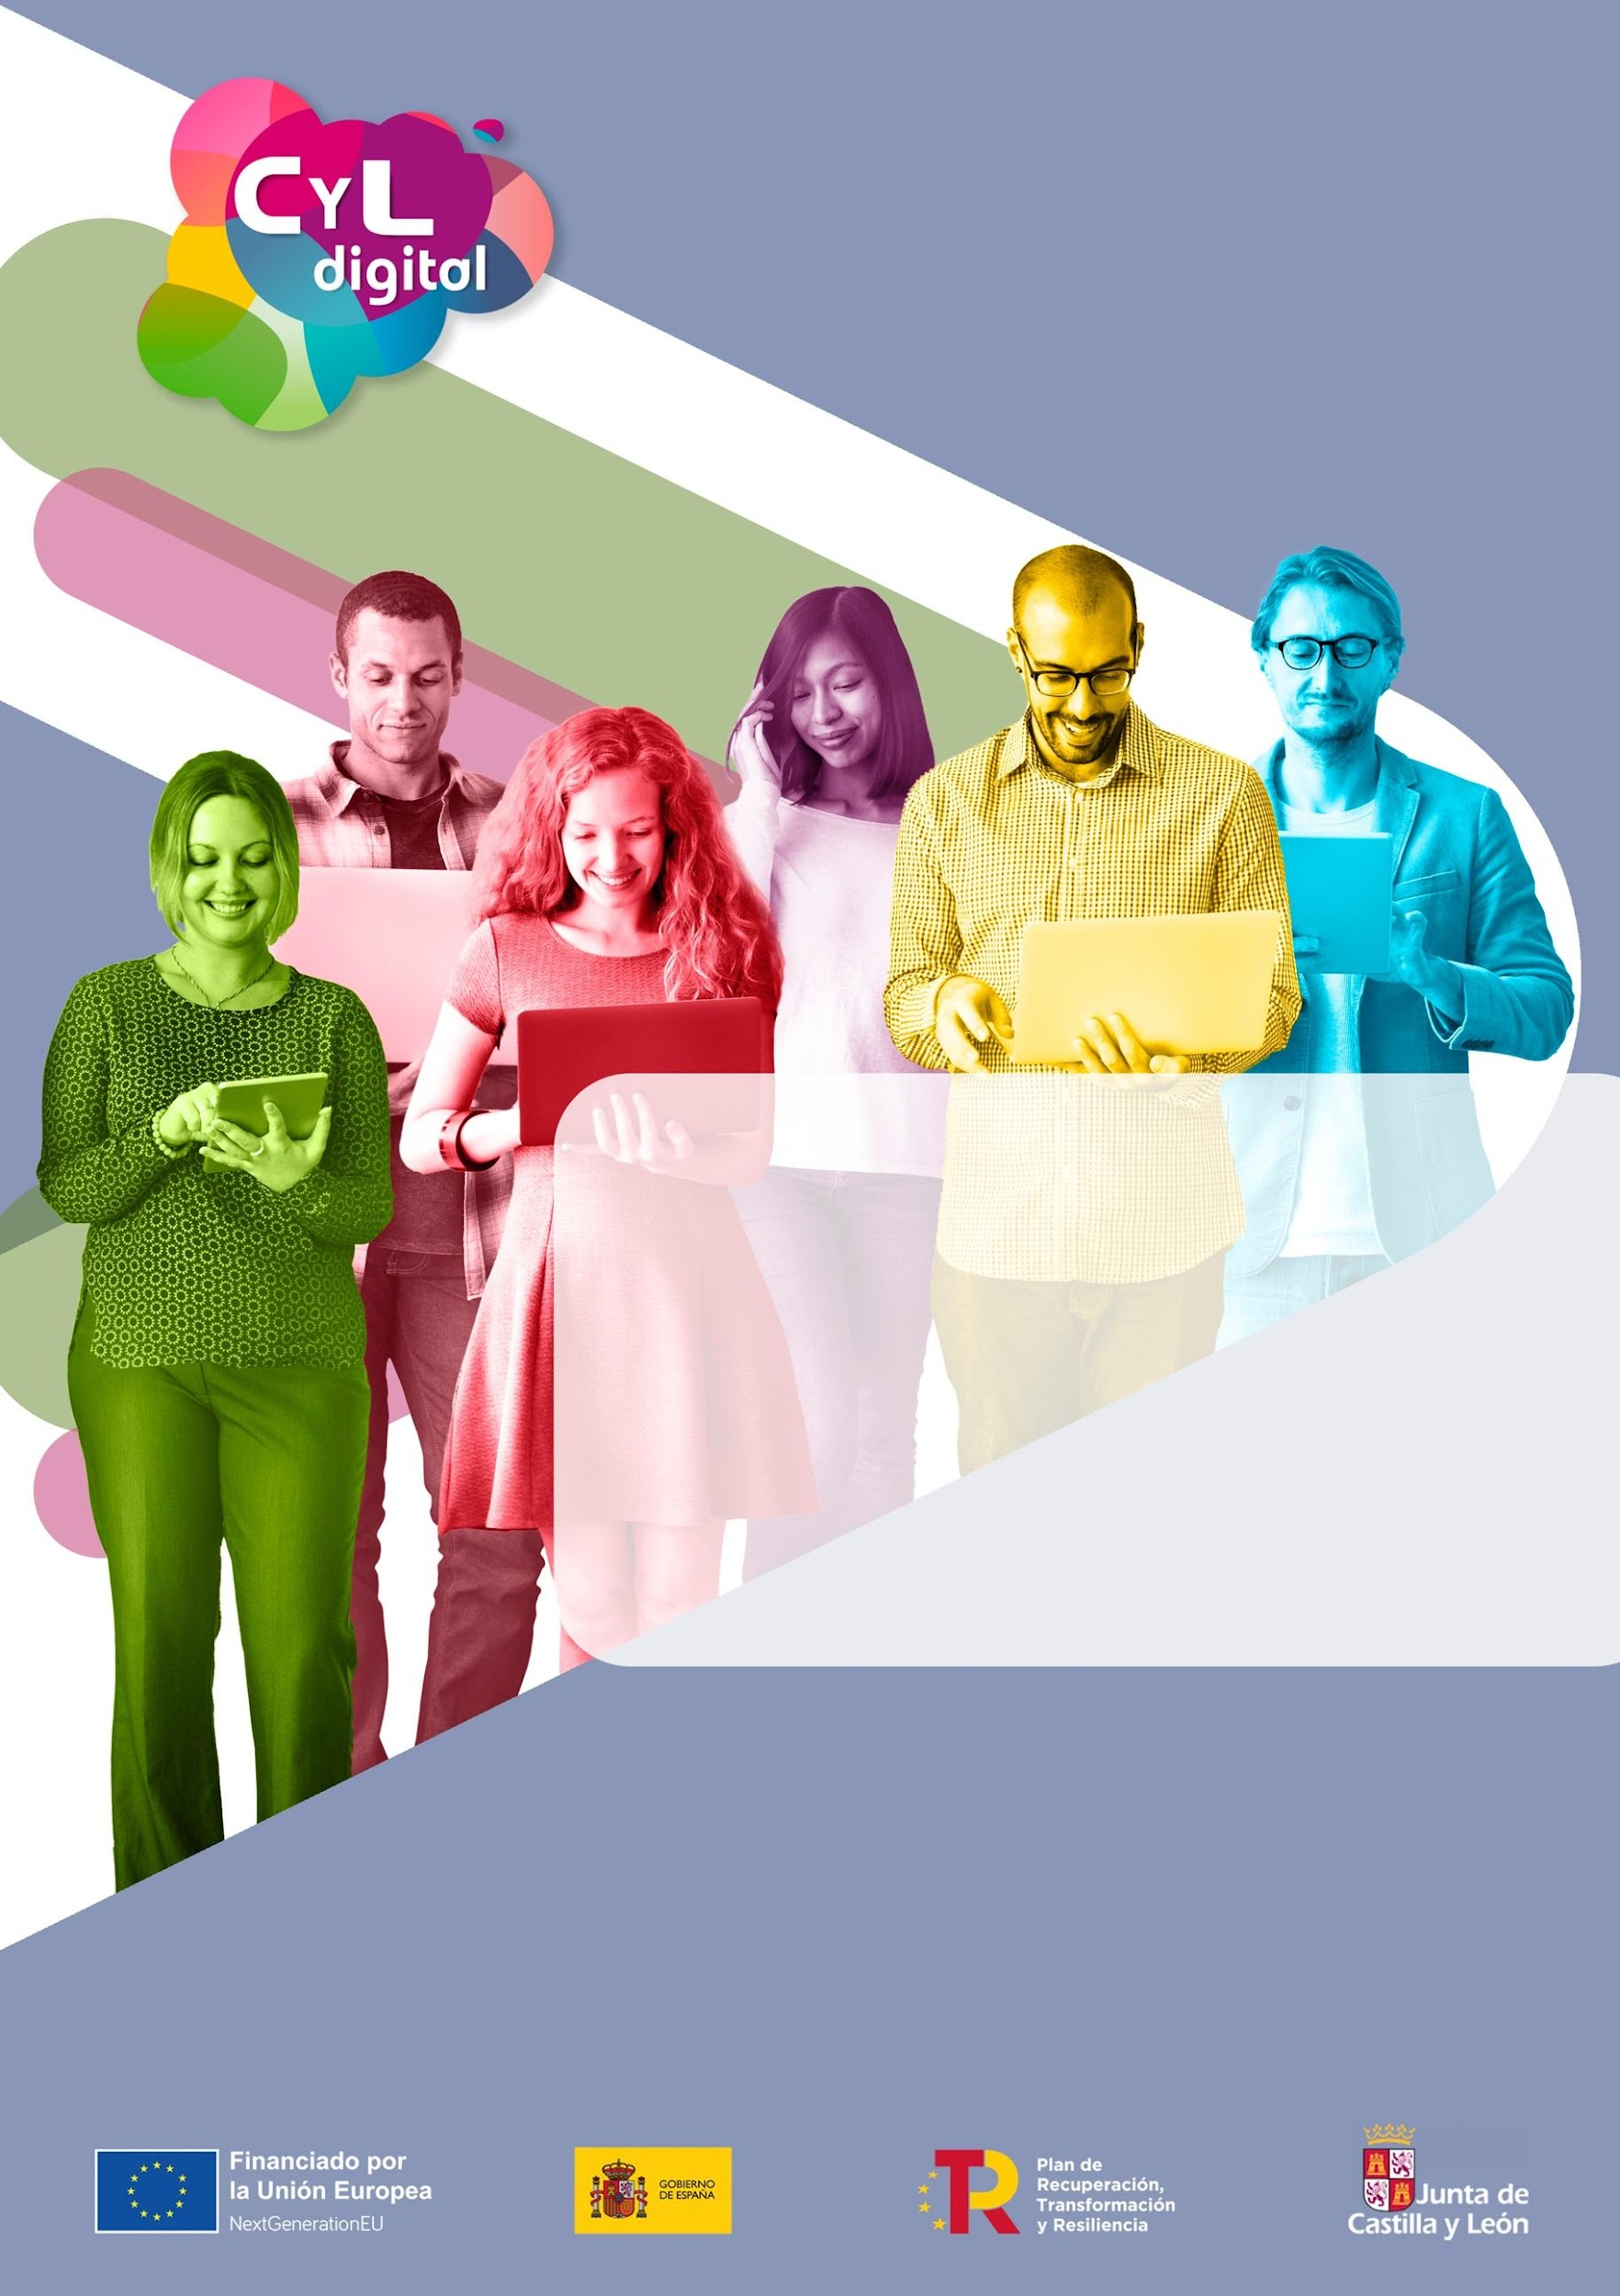 CYL
digital
Financiado por
la Unión Europea
NextGenerationEU
GOBIERNO
DE ESPAÑA
Plan de
Recuperación,
Transformación
y Resiliencia
Junta de
Castilla y León